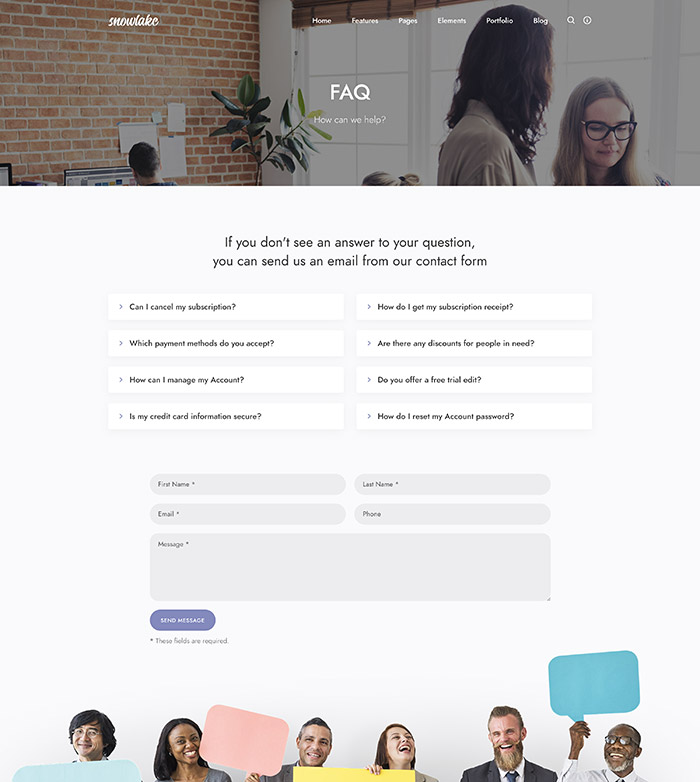 snowlake
Home Features Pages Elements Portfolio Blog
FAQ
How can we help?
If you don't see an answer to your question,
you can send us an email from our contact form
Can I cancel my subscription?
How do I get my subscription receipt?
Which payment methods do you accept?
Are there any discounts for people in need?
How can I manage my Account?
Do you offer a free trial edit?
Is my credit card information secure?
How do I reset my Account password?
First Name *
Last Name *
Email *
Phone
Message *
SEND MESSAGE
* These fields are required.